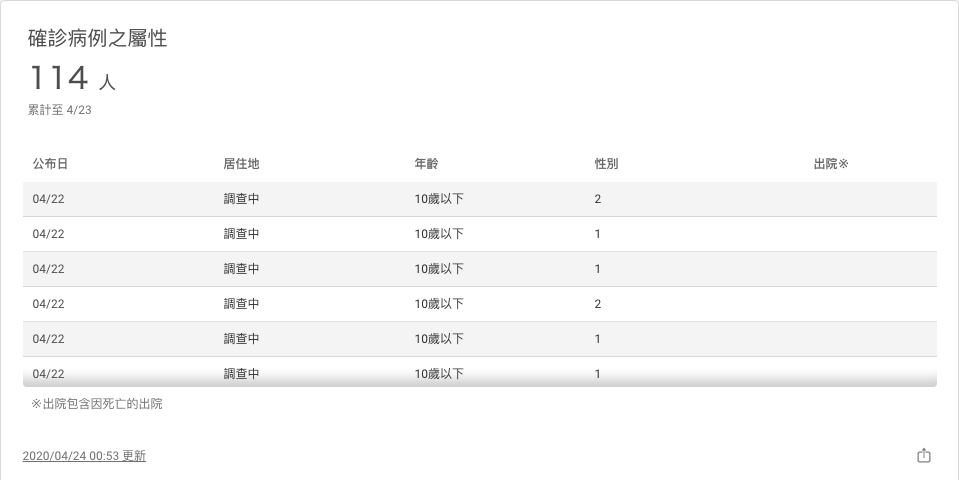 確診病例之屬性
114 人
累計至 4/23
公布日 居住地 年齡 性別 出院※
04/22 調查中 10歲以下 2
04/22 調查中 10歲以下 1
04/22 調查中 10歲以下 1
04/22 調查中 10歲以下 2
04/22 調查中 10歲以下 1
04/22 調查中 10歲以下 1
※出院包含因死亡的出院
2020/04/24 00:53 更新